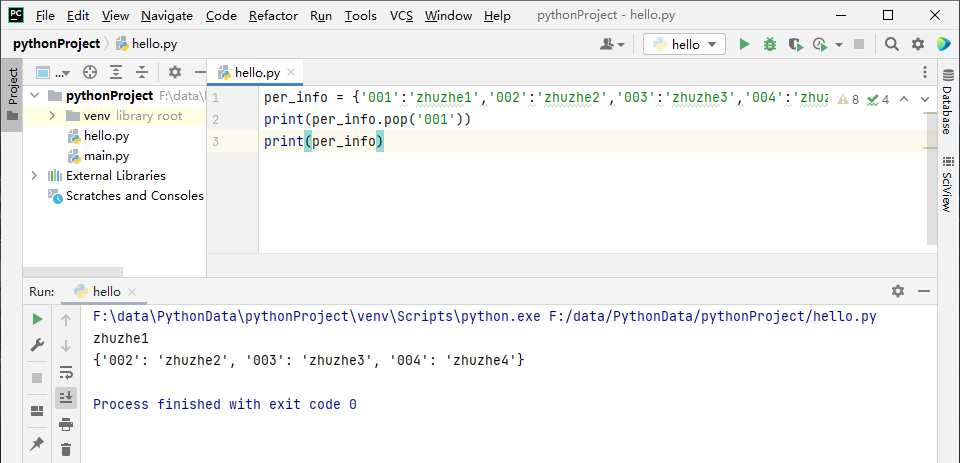 PC File Edit View Navigate Code Refactor Run Tools VCS Window Help pythonProject - hello.py
pythonProject hello.py hello
Project
... hello.py
pythonProject F:\data\
venv library root
hello.py
main.py
External Libraries
Scratches and Consoles
1 per_info = {'001':'zhuzhe1','002':'zhuzhe2','003':'zhuzhe3','004':'zhuz 8 4
2 print(per_info.pop('001'))
3 print(per_info)
Database
SciView
Run: hello
F:\data\PythonData\pythonProject\venv\Scripts\python.exe F:/data/PythonData/pythonProject/hello.py
zhuzhe1
{'002': 'zhuzhe2', '003': 'zhuzhe3', '004': 'zhuzhe4'}
Process finished with exit code 0